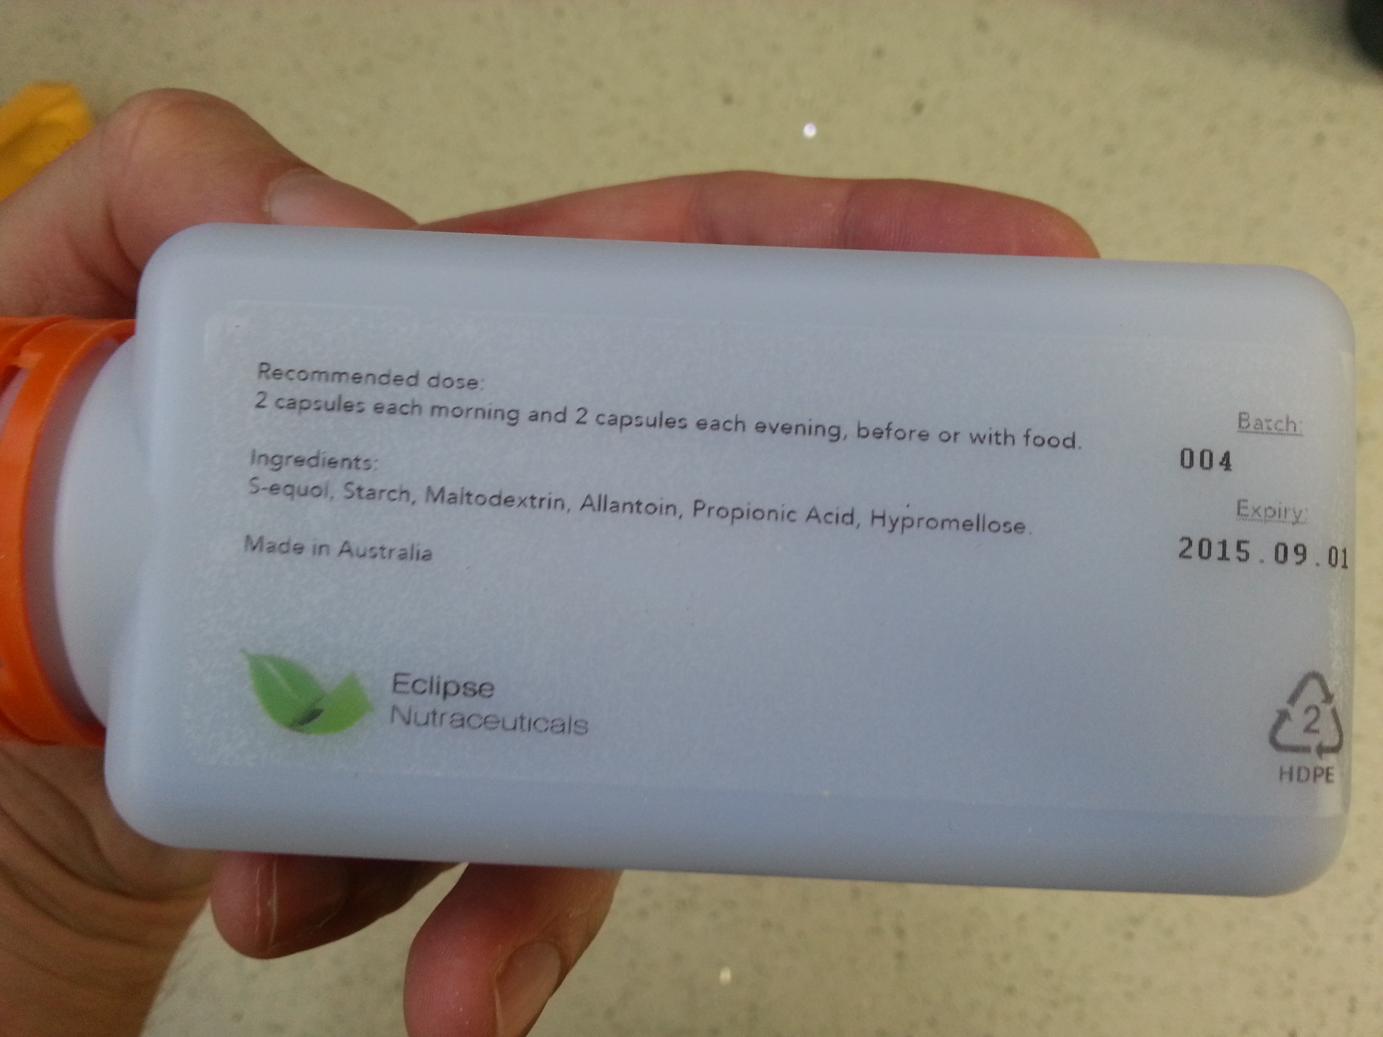 Recommended dose:
2 capsules each morning and 2 capsules each evening, before or with food.
Ingredients:
S-equol, Starch, Maltodextrin, Allantoin, Propionic Acid, Hypromellose.
Made in Australia
Eclipse
Nutraceuticals
Batch:
004
Expiry:
2015.09.01
2
HDPE